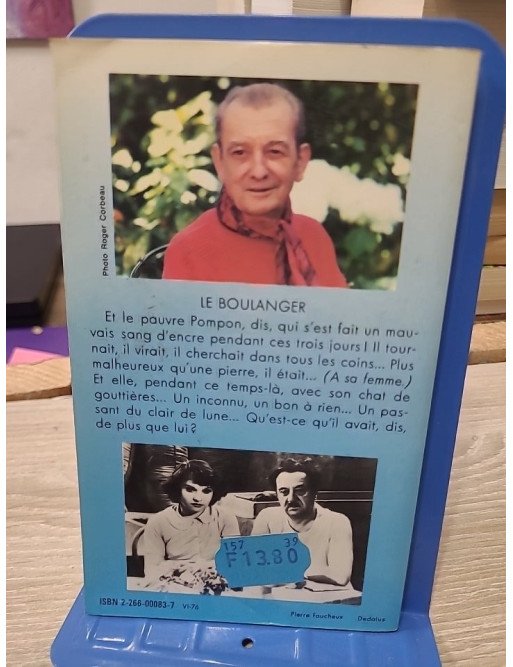 Photo Roger Corbeau
LE BOULANGER
Et le pauvre Pompon, dis, qui s'est fait un mau-
vais sang d'encre pendant ces trois jours! Il tour-
nait, il virait, il cherchait dans tous les coins... Plus
malheureux qu'une pierre, il était... (A sa femme.)
Et elle, pendant ce temps-là, avec son chat de
gouttières... Un inconnu, un bon à rien... Un pas-
sant du clair de lune... Qu'est-ce qu'il avait, dis,
de plus que lui?
157 39
F13.80
ISBN 2-266-00083-7 VI-76
Pierre Faucheux Dedalus